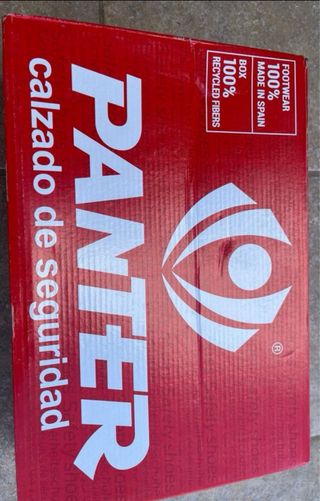 FOOTWEAR
100%
MADE IN SPAIN
BOX
100%
RECYCLED FIBERS
®
PANTER
calzado de seguridad